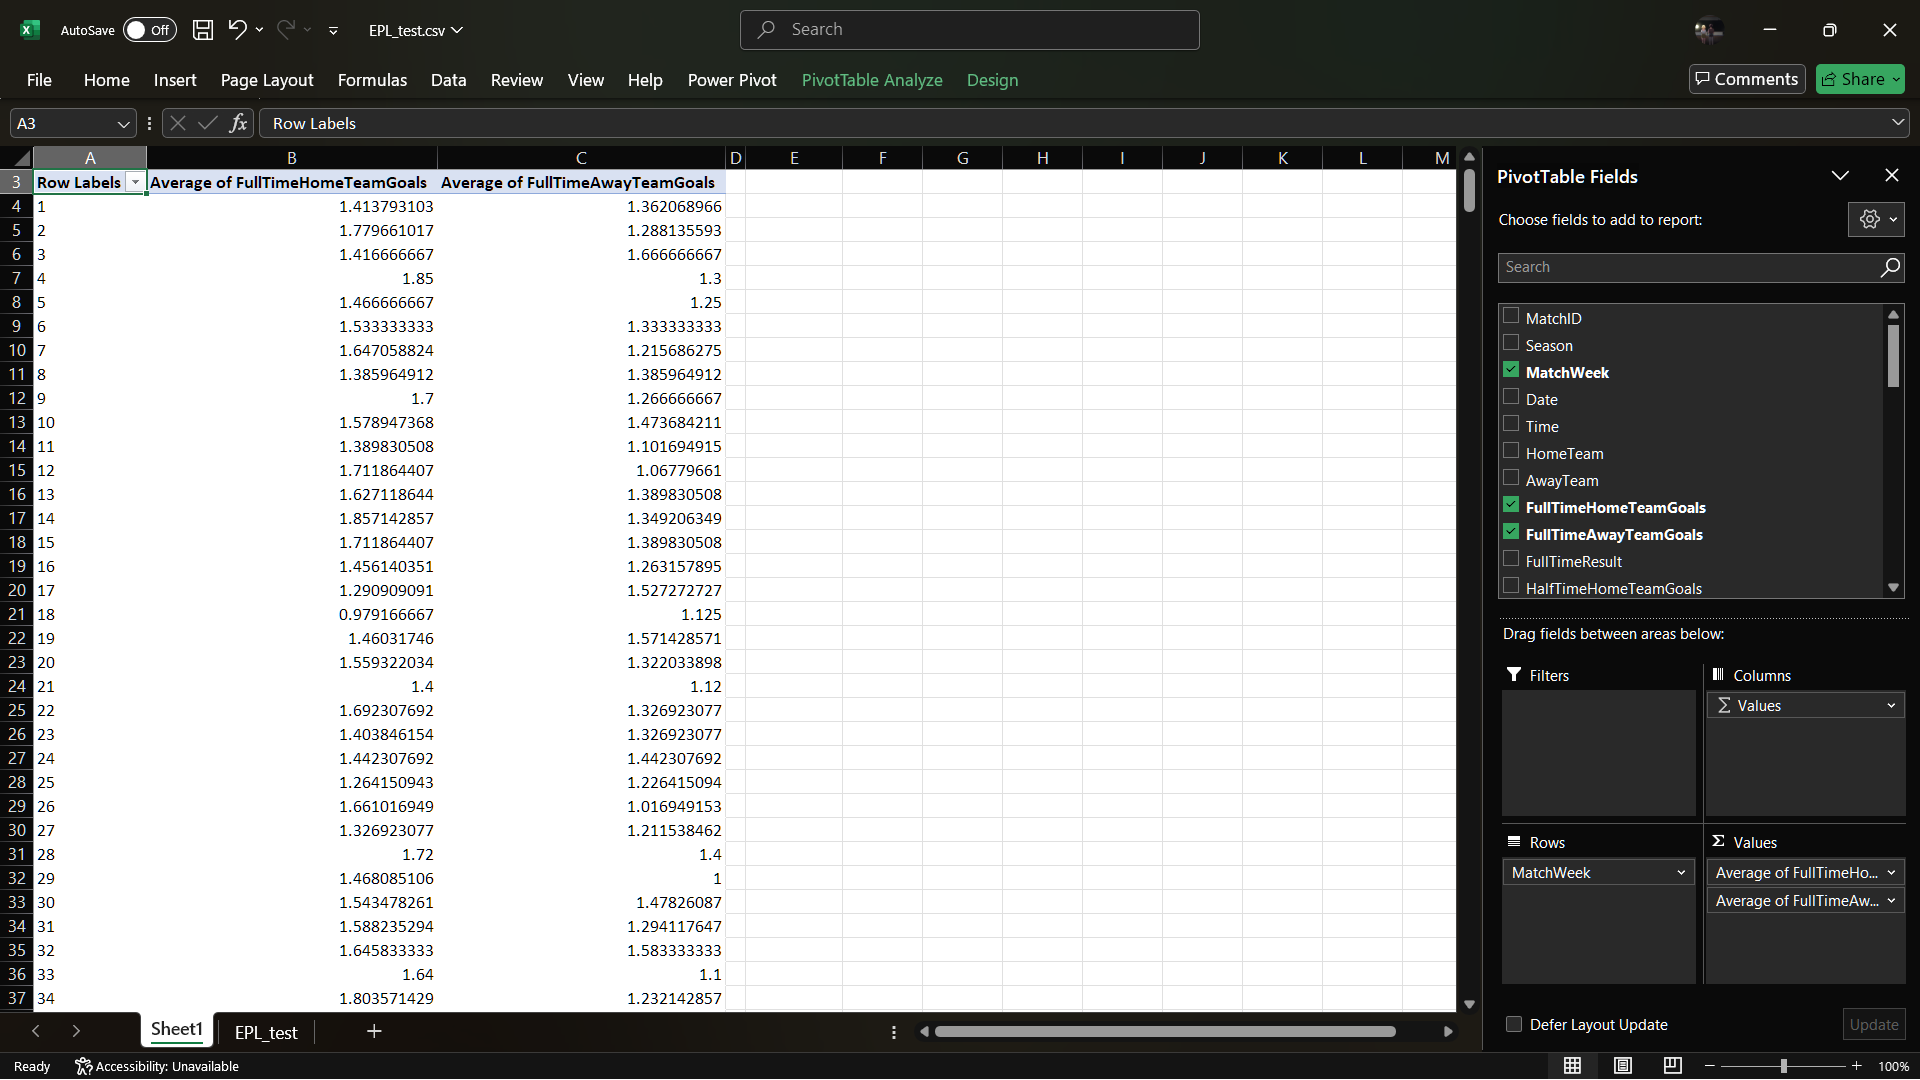 AutoSave Off EPL_test.csv Search
File Home Insert Page Layout Formulas Data Review View Help Power Pivot PivotTable Analyze Design Comments Share
A3 fx Row Labels
A B C D E F G H I J K L M
3 Row Labels Average of FullTimeHomeTeamGoals Average of FullTimeAwayTeamGoals
4 1 1.413793103 1.362068966
5 2 1.779661017 1.288135593
6 3 1.416666667 1.666666667
7 4 1.85 1.3
8 5 1.466666667 1.25
9 6 1.533333333 1.333333333
10 7 1.647058824 1.215686275
11 8 1.385964912 1.385964912
12 9 1.7 1.266666667
13 10 1.578947368 1.473684211
14 11 1.389830508 1.101694915
15 12 1.711864407 1.06779661
16 13 1.627118644 1.389830508
17 14 1.857142857 1.349206349
18 15 1.711864407 1.389830508
19 16 1.456140351 1.263157895
20 17 1.290909091 1.527272727
21 18 0.979166667 1.125
22 19 1.46031746 1.571428571
23 20 1.559322034 1.322033898
24 21 1.4 1.12
25 22 1.692307692 1.326923077
26 23 1.403846154 1.326923077
27 24 1.442307692 1.442307692
28 25 1.264150943 1.226415094
29 26 1.661016949 1.016949153
30 27 1.326923077 1.211538462
31 28 1.72 1.4
32 29 1.468085106 1
33 30 1.543478261 1.47826087
34 31 1.588235294 1.294117647
35 32 1.645833333 1.583333333
36 33 1.64 1.1
37 34 1.803571429 1.232142857
Sheet1 EPL_test
PivotTable Fields
Choose fields to add to report:
Search
MatchID
Season
MatchWeek
Date
Time
HomeTeam
AwayTeam
FullTimeHomeTeamGoals
FullTimeAwayTeamGoals
FullTimeResult
HalfTimeHomeTeamGoals
Drag fields between areas below:
Filters
Columns
Σ Values
Rows
MatchWeek
Σ Values
Average of FullTimeHo...
Average of FullTimeAw...
Defer Layout Update Update
Ready Accessibility: Unavailable 100%